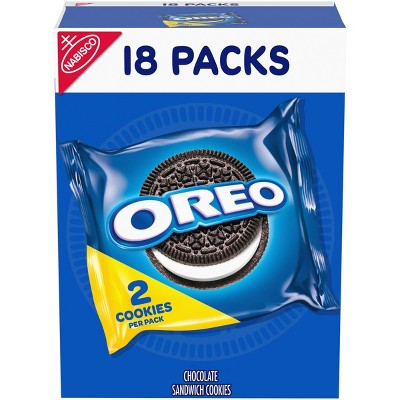 NABISCO
18 PACKS
OREO
2
COOKIES
PER PACK
CHOCOLATE
SANDWICH COOKIES